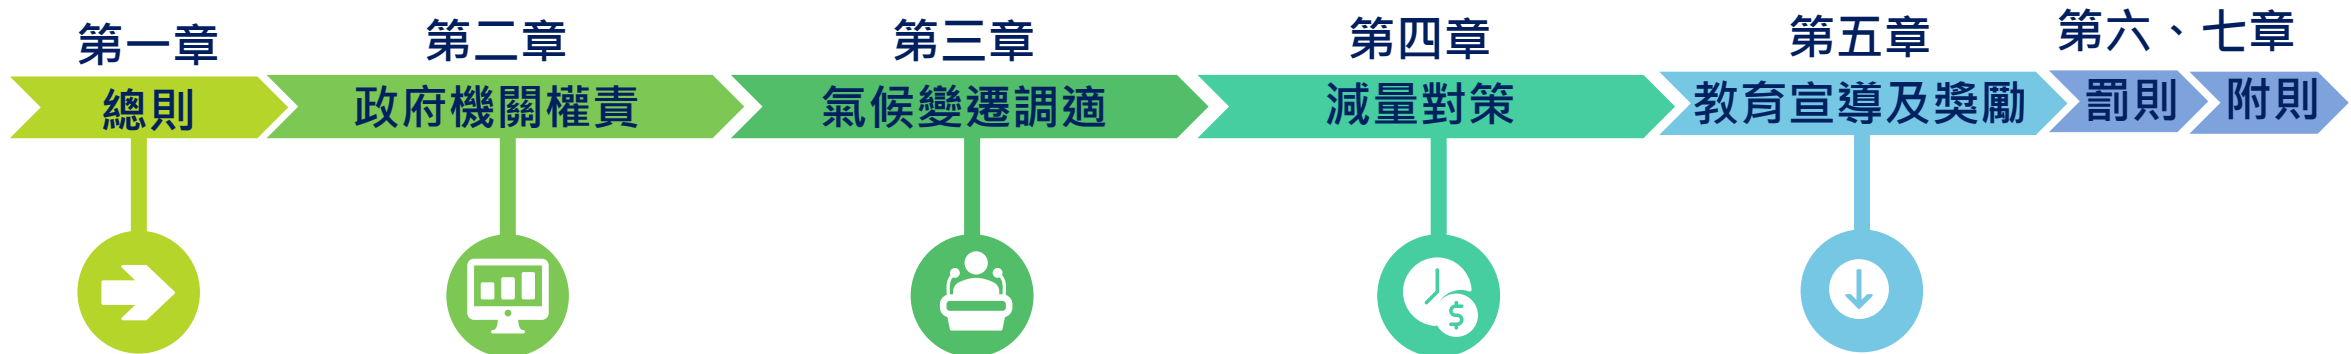 第一章
總則
第二章
政府機關權責
第三章
氣候變遷調適
第四章
減量對策
第五章
教育宣導及獎勵
第六、七章
罰則
附則
$